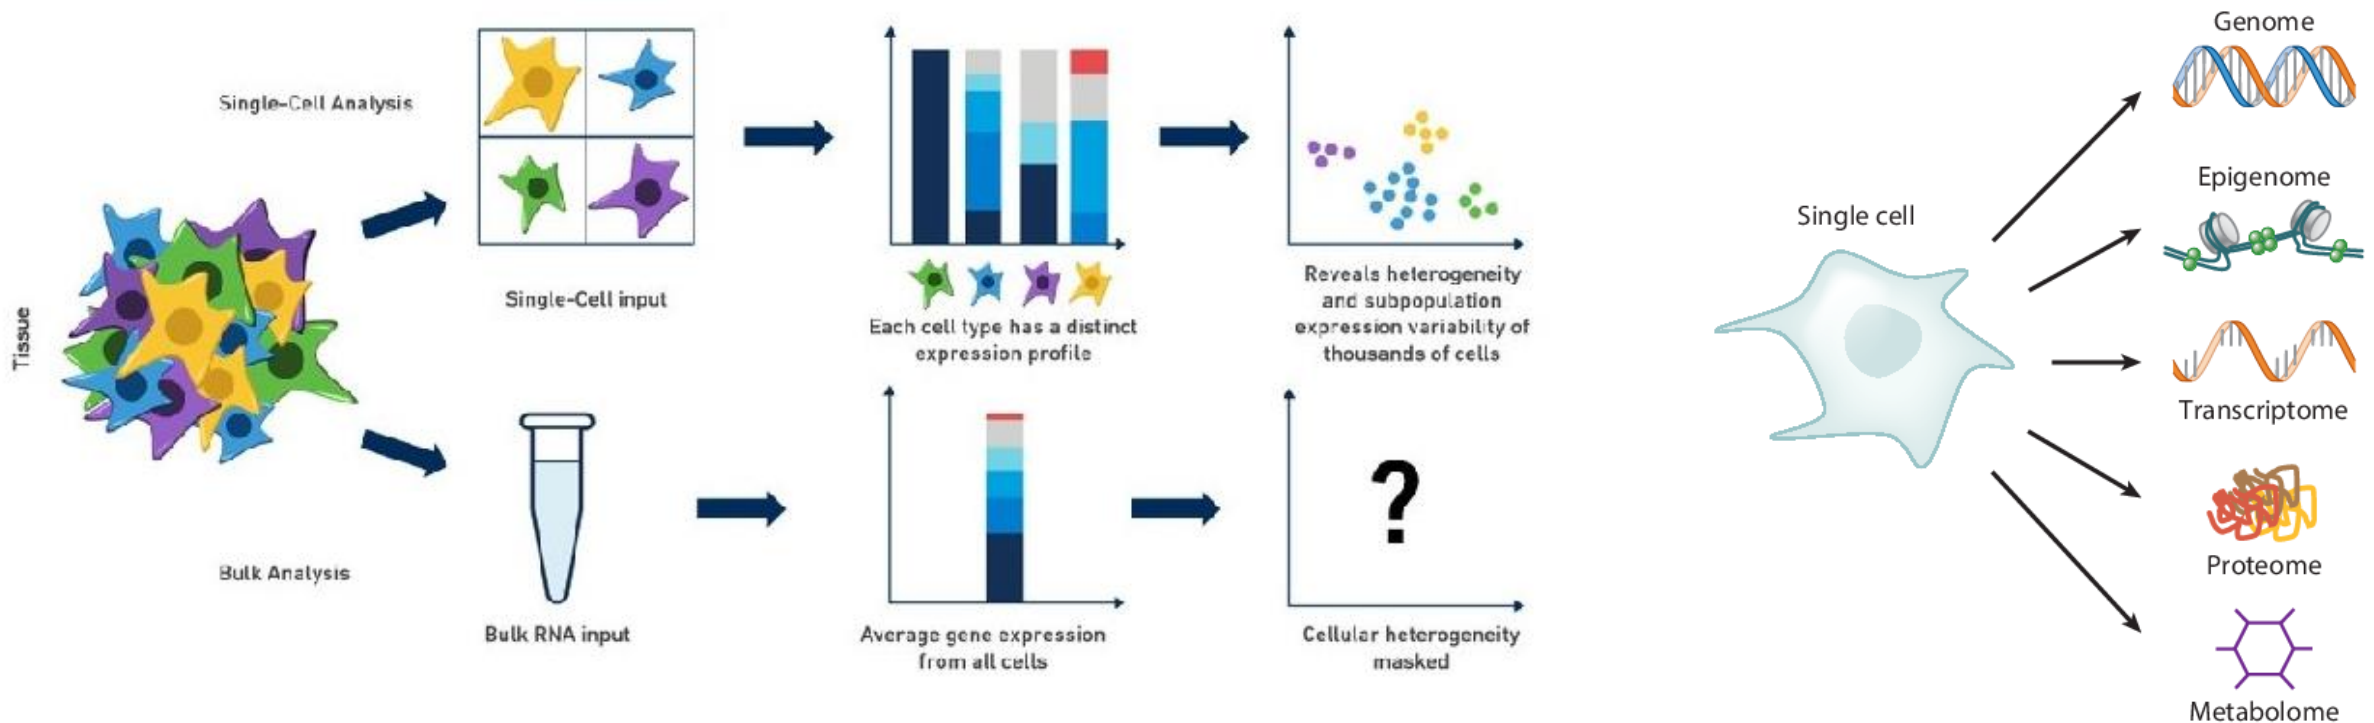 Tissue
Single-Cell Analysis
Single-Cell input
Each cell type has a distinct
expression profile
Reveals heterogeneity
and subpopulation
expression variability of
thousands of cells
Bulk Analysis
Bulk RNA input
Average gene expression
from all cells
?
Cellular heterogeneity
masked
Single cell
Genome
Epigenome
Transcriptome
Proteome
Metabolome